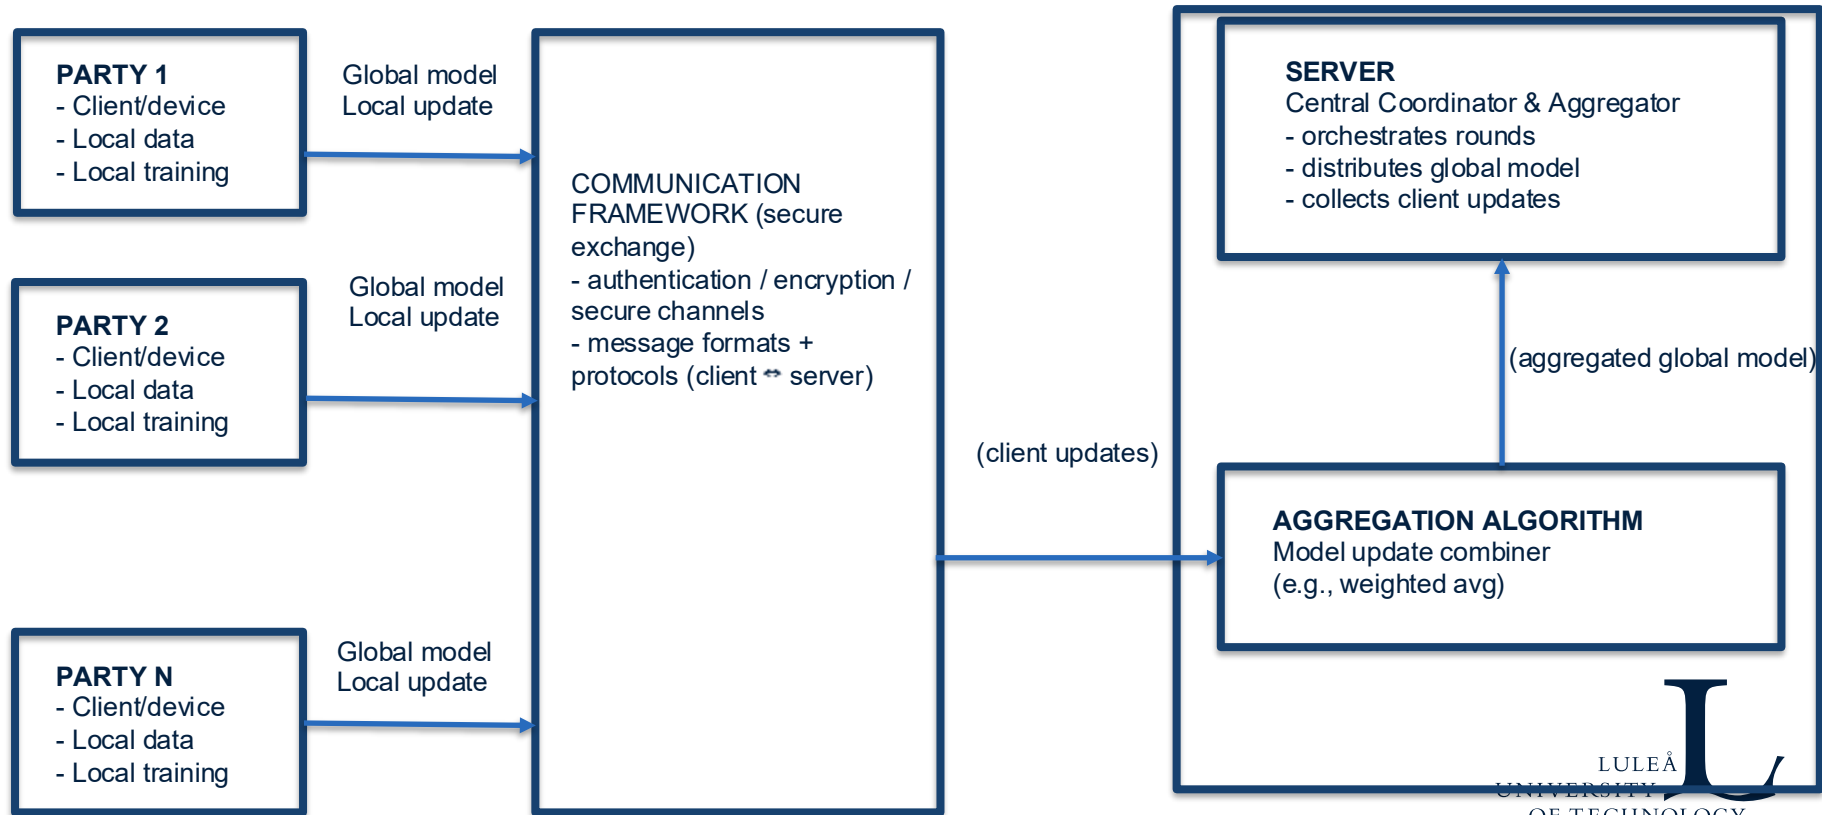 PARTY 1
- Client/device
- Local data
- Local training
Global model
Local update
PARTY 2
- Client/device
- Local data
- Local training
Global model
Local update
PARTY N
- Client/device
- Local data
- Local training
Global model
Local update
COMMUNICATION
FRAMEWORK (secure
exchange)
- authentication / encryption /
secure channels
- message formats +
protocols (client ⇔ server)
(client updates)
SERVER
Central Coordinator & Aggregator
- orchestrates rounds
- distributes global model
- collects client updates
(aggregated global model)
AGGREGATION ALGORITHM
Model update combiner
(e.g., weighted avg)
L
LULEÅ
UNIVERSITY
OF TECHNOLOGY